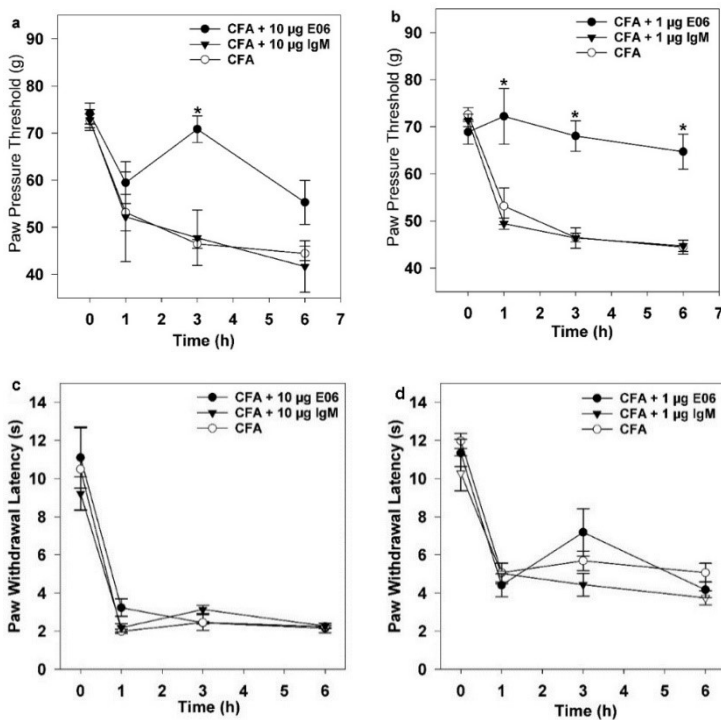 a
CFA + 10 µg E06
CFA + 10 µg IgM
CFA
Paw Pressure Threshold (g)
90
80
70
60
50
40
*
0 1 2 3 4 5 6 7
Time (h)
b
CFA + 1 µg E06
CFA + 1 µg IgM
CFA
Paw Pressure Threshold (g)
90
80
70
60
50
40
* * *
0 1 2 3 4 5 6 7
Time (h)
c
CFA + 10 µg E06
CFA + 10 µg IgM
CFA
Paw Withdrawal Latency (s)
14
12
10
8
6
4
2
0
0 1 2 3 4 5 6
Time (h)
d
CFA + 1 µg E06
CFA + 1 µg IgM
CFA
Paw Withdrawal Latency (s)
14
12
10
8
6
4
2
0
0 1 2 3 4 5 6
Time (h)